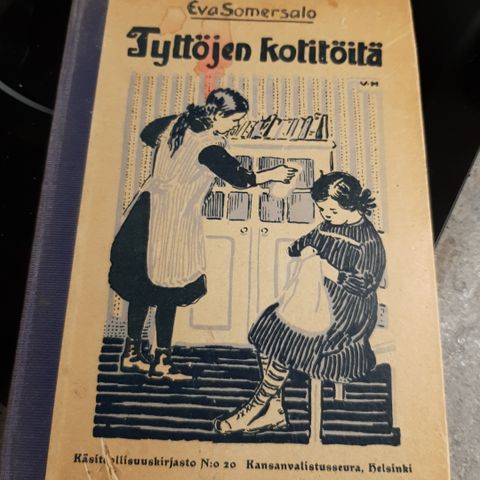 Eva Somersalo
Tyttöjen kotitöitä
V·H
Käsiteollisuuskirjasto N:o 20 Kansanvalistusseura, Helsinki